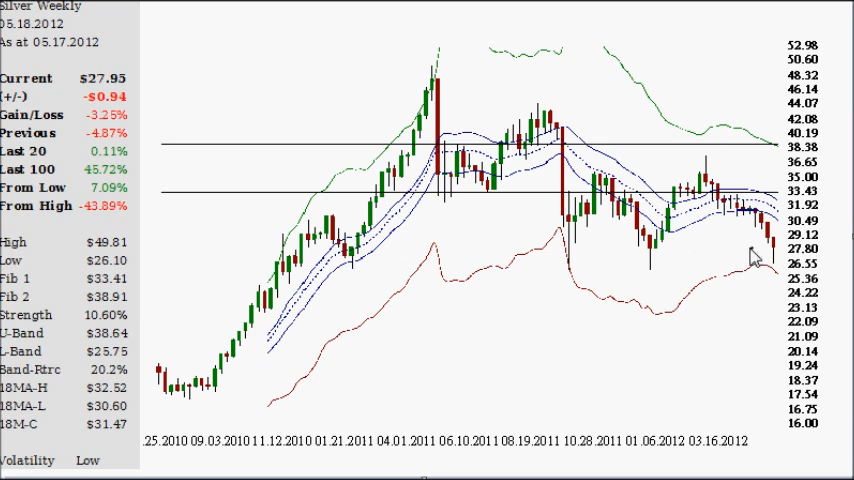 Silver Weekly
05.18.2012
As at 05.17.2012
Current $27.95
(+/-) -$0.94
Gain/Loss -3.25%
Previous -4.87%
Last 20 0.11%
Last 100 45.72%
From Low 7.09%
From High -43.89%
High $49.81
Low $26.10
Fib 1 $33.41
Fib 2 $38.91
Strength 10.60%
U-Band $38.64
L-Band $25.75
Band-Rtrc 20.2%
18MA-H $32.52
18MA-L $30.60
18M-C $31.47
Volatility Low
52.98
50.60
48.32
46.14
44.07
42.08
40.19
38.38
36.65
35.00
33.43
31.92
30.49
29.12
27.80
26.55
25.36
24.22
23.13
22.09
21.09
20.14
19.24
18.37
17.54
16.75
16.00
.25.2010 09.03.2010 11.12.2010 01.21.2011 04.01.2011 06.10.2011 08.19.2011 10.28.2011 01.06.2012 03.16.2012